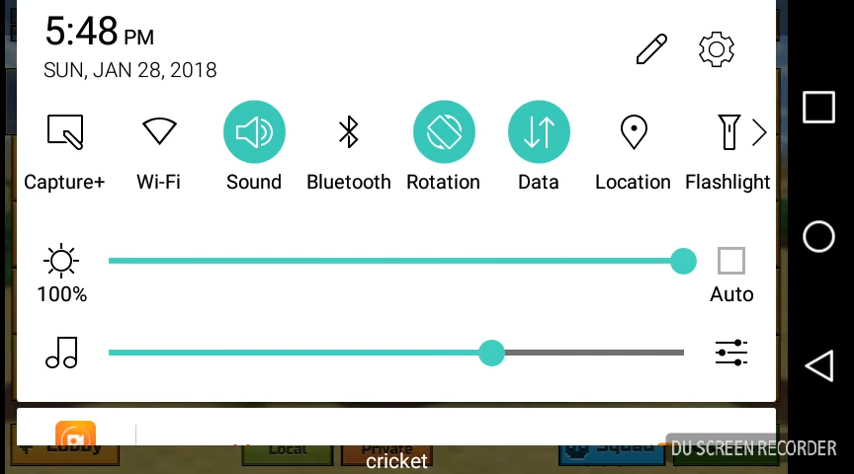 5:48 PM
SUN, JAN 28, 2018
Capture+ Wi-Fi Sound Bluetooth Rotation Data Location Flashlight
100%
Auto
Lobby
Local
Private
Squad
DU SCREEN RECORDER
cricket